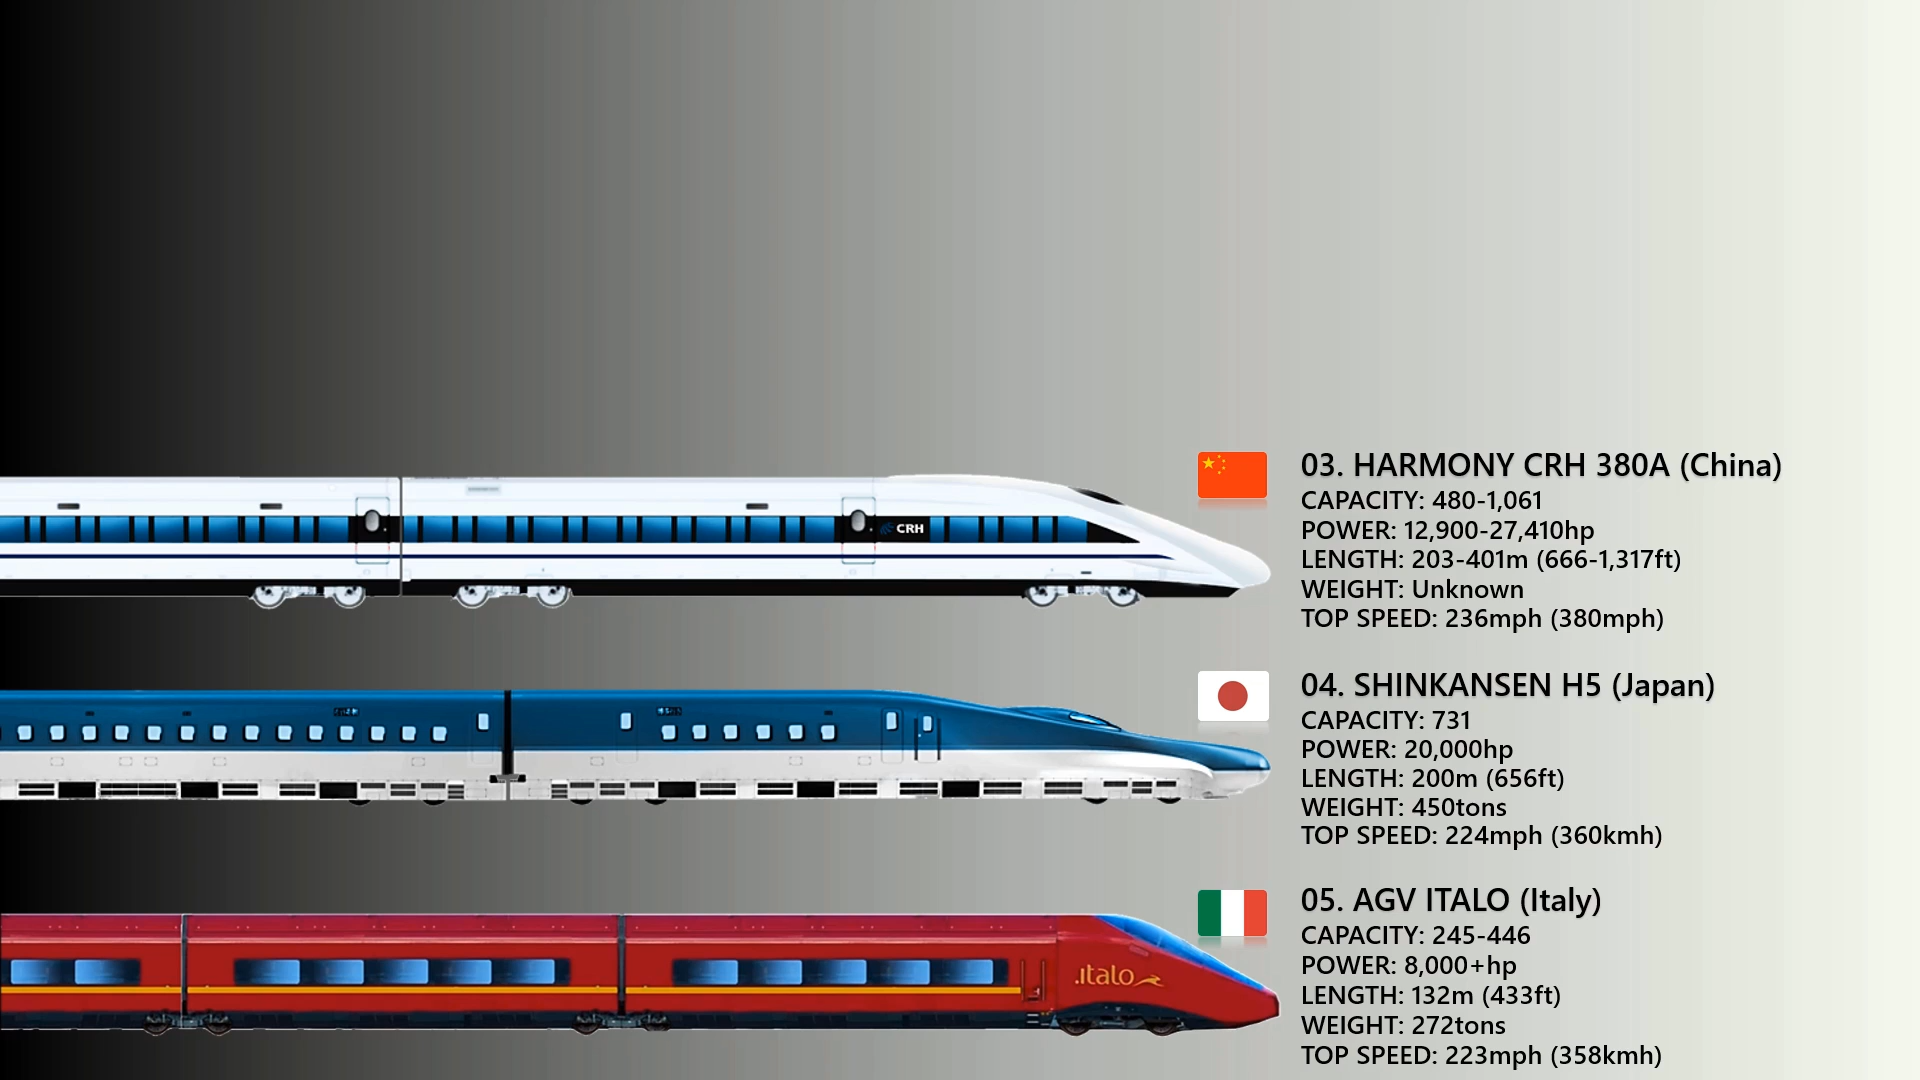 03. HARMONY CRH 380A (China)
CAPACITY: 480-1,061
POWER: 12,900-27,410hp
LENGTH: 203-401m (666-1,317ft)
WEIGHT: Unknown
TOP SPEED: 236mph (380mph)
CRH
04. SHINKANSEN H5 (Japan)
CAPACITY: 731
POWER: 20,000hp
LENGTH: 200m (656ft)
WEIGHT: 450tons
TOP SPEED: 224mph (360kmh)
05. AGV ITALO (Italy)
CAPACITY: 245-446
POWER: 8,000+hp
LENGTH: 132m (433ft)
WEIGHT: 272tons
TOP SPEED: 223mph (358kmh)
.italo